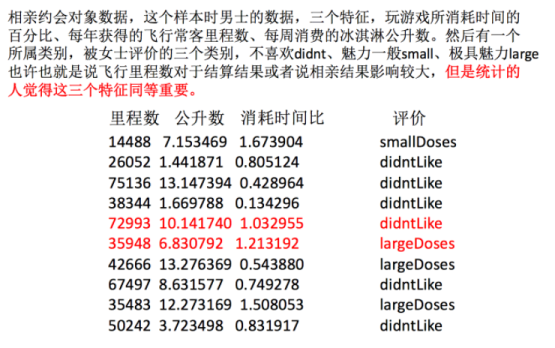 相亲约会对象数据，这个样本时男士的数据，三个特征，玩游戏所消耗时间的
百分比、每年获得的飞行常客里程数、每周消费的冰淇淋公升数。然后有一个
所属类别，被女士评价的三个类别，不喜欢didnt、魅力一般small、极具魅力large
也许也就是说飞行里程数对于结算结果或者说相亲结果影响较大，但是统计的
人觉得这三个特征同等重要。
里程数 公升数 消耗时间比 评价
14488 7.153469 1.673904 smallDoses
26052 1.441871 0.805124 didntLike
75136 13.147394 0.428964 didntLike
38344 1.669788 0.134296 didntLike
72993 10.141740 1.032955 didntLike
35948 6.830792 1.213192 largeDoses
42666 13.276369 0.543880 largeDoses
67497 8.631577 0.749278 didntLike
35483 12.273169 1.508053 largeDoses
50242 3.723498 0.831917 didntLike